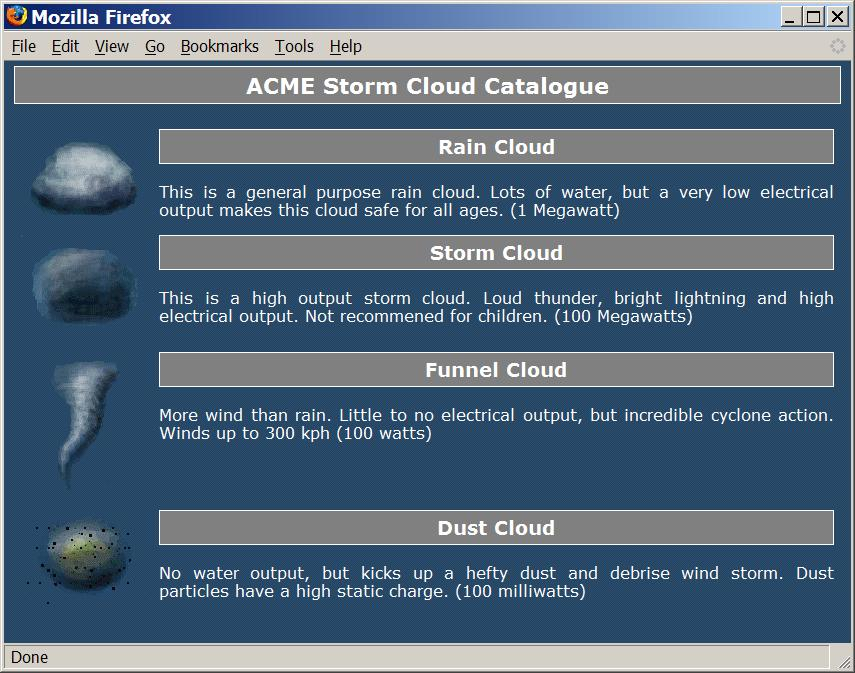 Mozilla Firefox
File Edit View Go Bookmarks Tools Help
ACME Storm Cloud Catalogue
Rain Cloud
This is a general purpose rain cloud. Lots of water, but a very low electrical
output makes this cloud safe for all ages. (1 Megawatt)
Storm Cloud
This is a high output storm cloud. Loud thunder, bright lightning and high
electrical output. Not recommened for children. (100 Megawatts)
Funnel Cloud
More wind than rain. Little to no electrical output, but incredible cyclone action.
Winds up to 300 kph (100 watts)
Dust Cloud
No water output, but kicks up a hefty dust and debrise wind storm. Dust
particles have a high static charge. (100 milliwatts)
Done